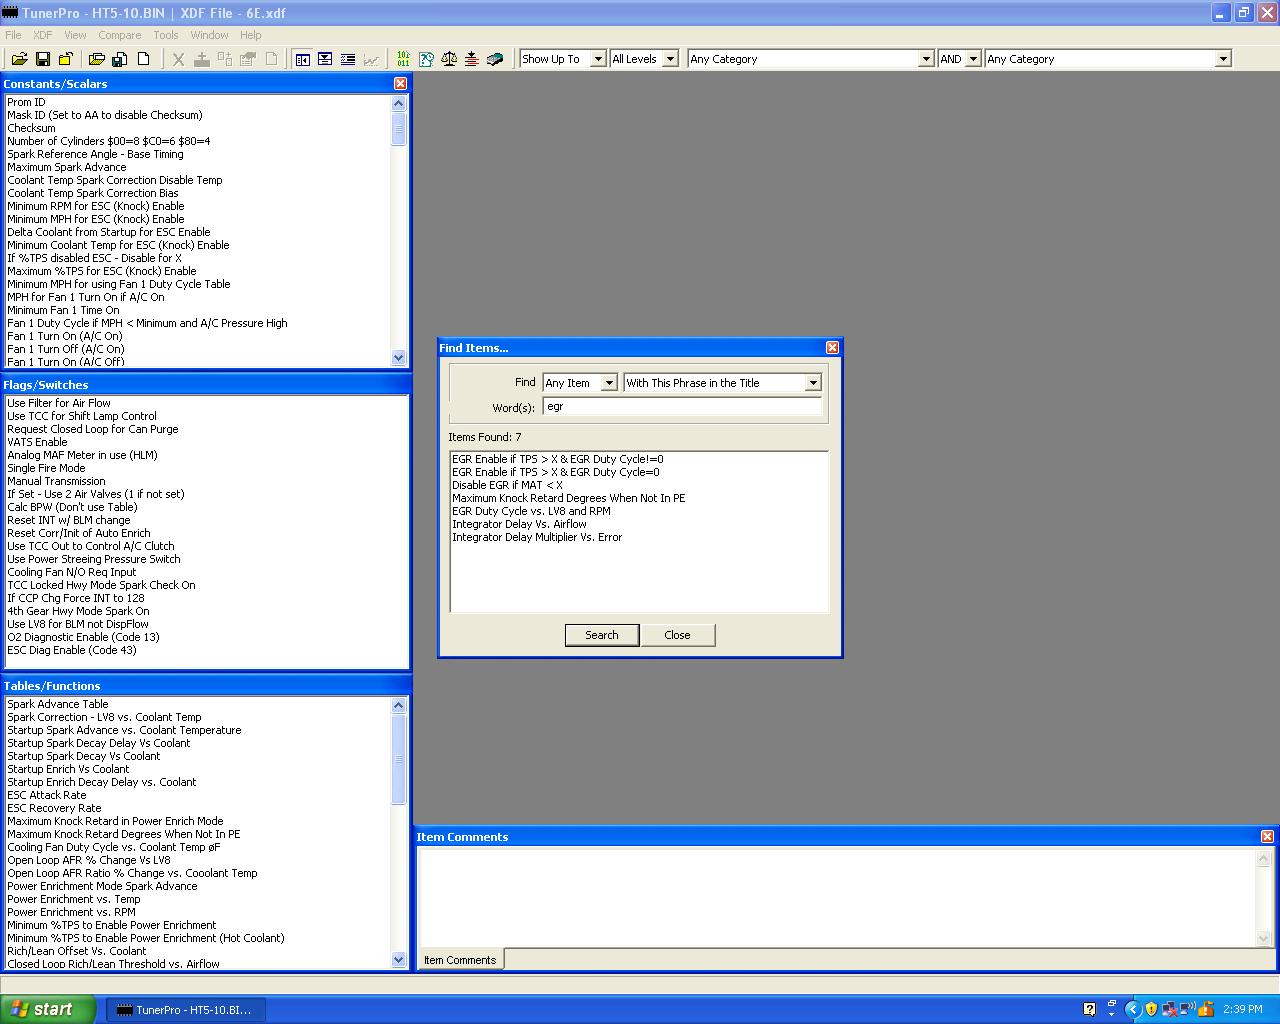 TunerPro - HT5-10.BIN | XDF File - 6E.xdf
File XDF View Compare Tools Window Help
Show Up To All Levels Any Category AND Any Category
Constants/Scalars
Prom ID
Mask ID (Set to AA to disable Checksum)
Checksum
Number of Cylinders $00=8 $C0=6 $80=4
Spark Reference Angle - Base Timing
Maximum Spark Advance
Coolant Temp Spark Correction Disable Temp
Coolant Temp Spark Correction Bias
Minimum RPM for ESC (Knock) Enable
Minimum MPH for ESC (Knock) Enable
Delta Coolant from Startup for ESC Enable
Minimum Coolant Temp for ESC (Knock) Enable
If %TPS disabled ESC - Disable for X
Maximum %TPS for ESC (Knock) Enable
Minimum MPH for using Fan 1 Duty Cycle Table
MPH for Fan 1 Turn On if A/C On
Minimum Fan 1 Time On
Fan 1 Duty Cycle if MPH < Minimum and A/C Pressure High
Fan 1 Turn On (A/C On)
Fan 1 Turn Off (A/C On)
Fan 1 Turn On (A/C Off)
Flags/Switches
Use Filter for Air Flow
Use TCC for Shift Lamp Control
Request Closed Loop for Can Purge
VATS Enable
Analog MAF Meter in use (HLM)
Single Fire Mode
Manual Transmission
If Set - Use 2 Air Valves (1 if not set)
Calc BPW (Don't use Table)
Reset INT w/ BLM change
Reset Corr/Init of Auto Enrich
Use TCC Out to Control A/C Clutch
Use Power Streeing Pressure Switch
Cooling Fan N/O Req Input
TCC Locked Hwy Mode Spark Check On
If CCP Chg Force INT to 128
4th Gear Hwy Mode Spark On
Use LV8 for BLM not DispFlow
O2 Diagnostic Enable (Code 13)
ESC Diag Enable (Code 43)
Tables/Functions
Spark Advance Table
Spark Correction - LV8 vs. Coolant Temp
Startup Spark Advance vs. Coolant Temperature
Startup Spark Decay Delay Vs Coolant
Startup Spark Decay Vs Coolant
Startup Enrich Vs Coolant
Startup Enrich Decay Delay vs. Coolant
ESC Attack Rate
ESC Recovery Rate
Maximum Knock Retard in Power Enrich Mode
Maximum Knock Retard Degrees When Not In PE
Cooling Fan Duty Cycle vs. Coolant Temp øF
Open Loop AFR % Change Vs LV8
Open Loop AFR Ratio % Change vs. Cooolant Temp
Power Enrichment Mode Spark Advance
Power Enrichment vs. Temp
Power Enrichment vs. RPM
Minimum %TPS to Enable Power Enrichment
Minimum %TPS to Enable Power Enrichment (Hot Coolant)
Rich/Lean Offset Vs. Coolant
Closed Loop Rich/Lean Threshold vs. Airflow
Find Items...
Find Any Item With This Phrase in the Title
Word(s): egr
Items Found: 7
EGR Enable if TPS > X & EGR Duty Cycle!=0
EGR Enable if TPS > X & EGR Duty Cycle=0
Disable EGR if MAT < X
Maximum Knock Retard Degrees When Not In PE
EGR Duty Cycle vs. LV8 and RPM
Integrator Delay Vs. Airflow
Integrator Delay Multiplier Vs. Error
Search Close
Item Comments
Item Comments
start TunerPro - HT5-10.BI... 2:39 PM